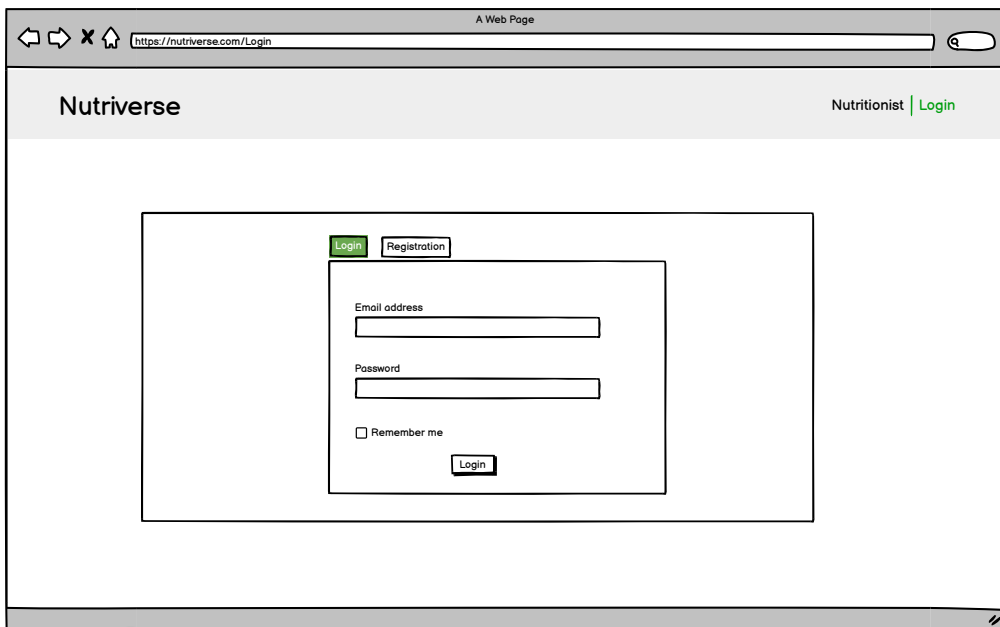 A Web Page
https://nutriverse.com/Login
Nutriverse
Nutritionist | Login
Login
Registration
Email address
Password
Remember me
Login